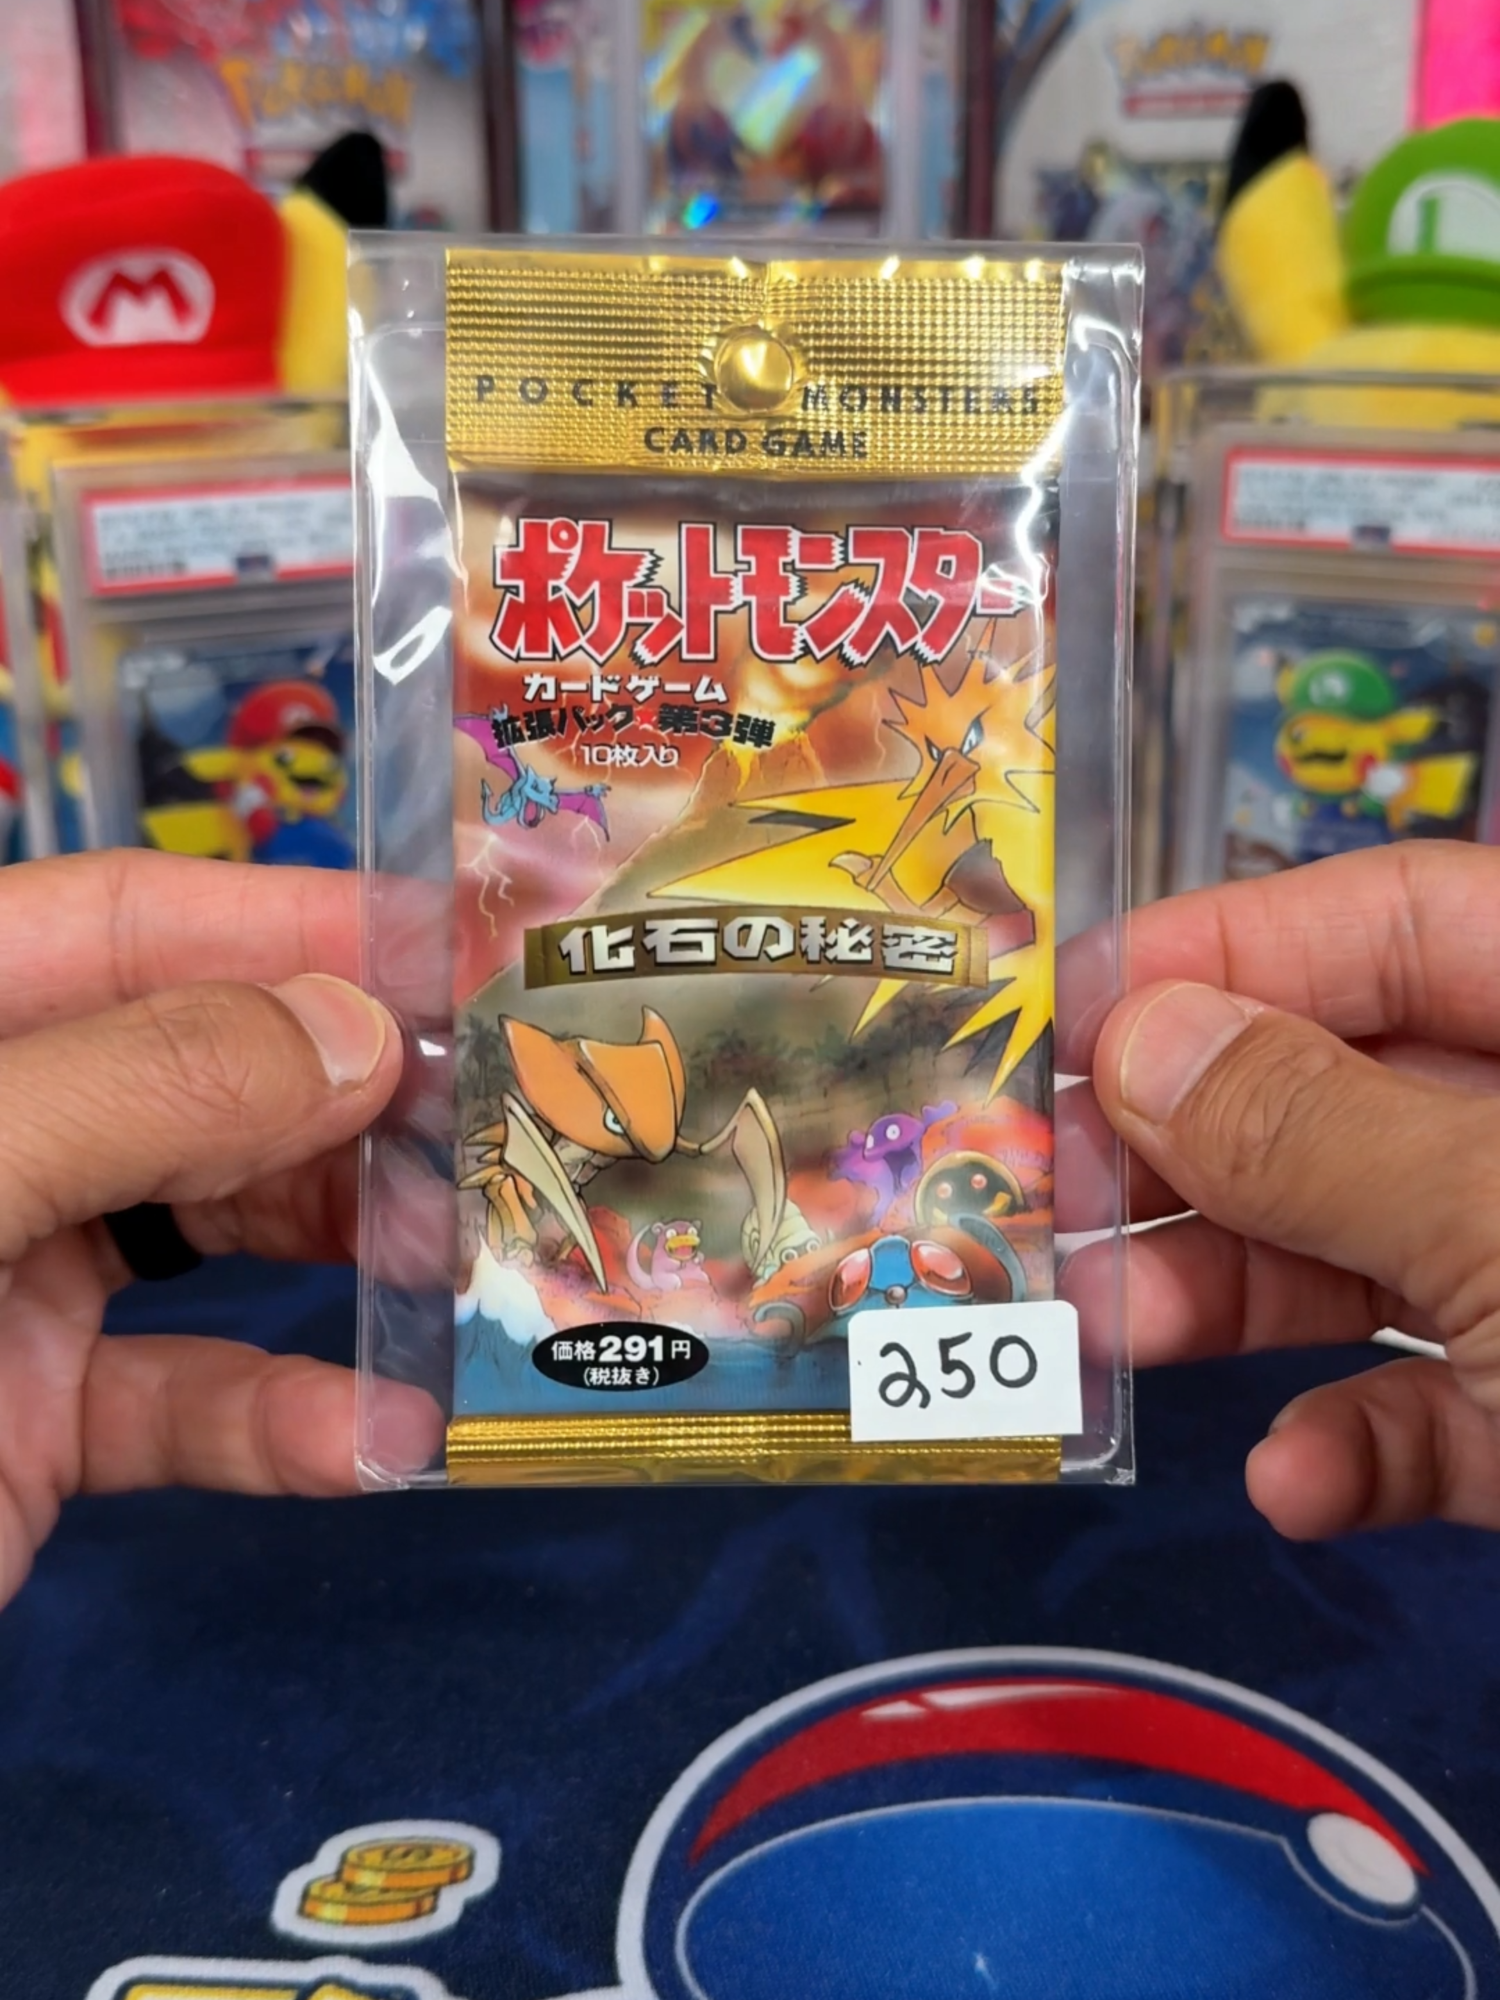 POCKET MONSTERS
CARD GAME
ポケットモンスター
カードゲーム
拡張パック★第3弾
10枚入り
化石の秘密
価格291円
(税抜き)
250